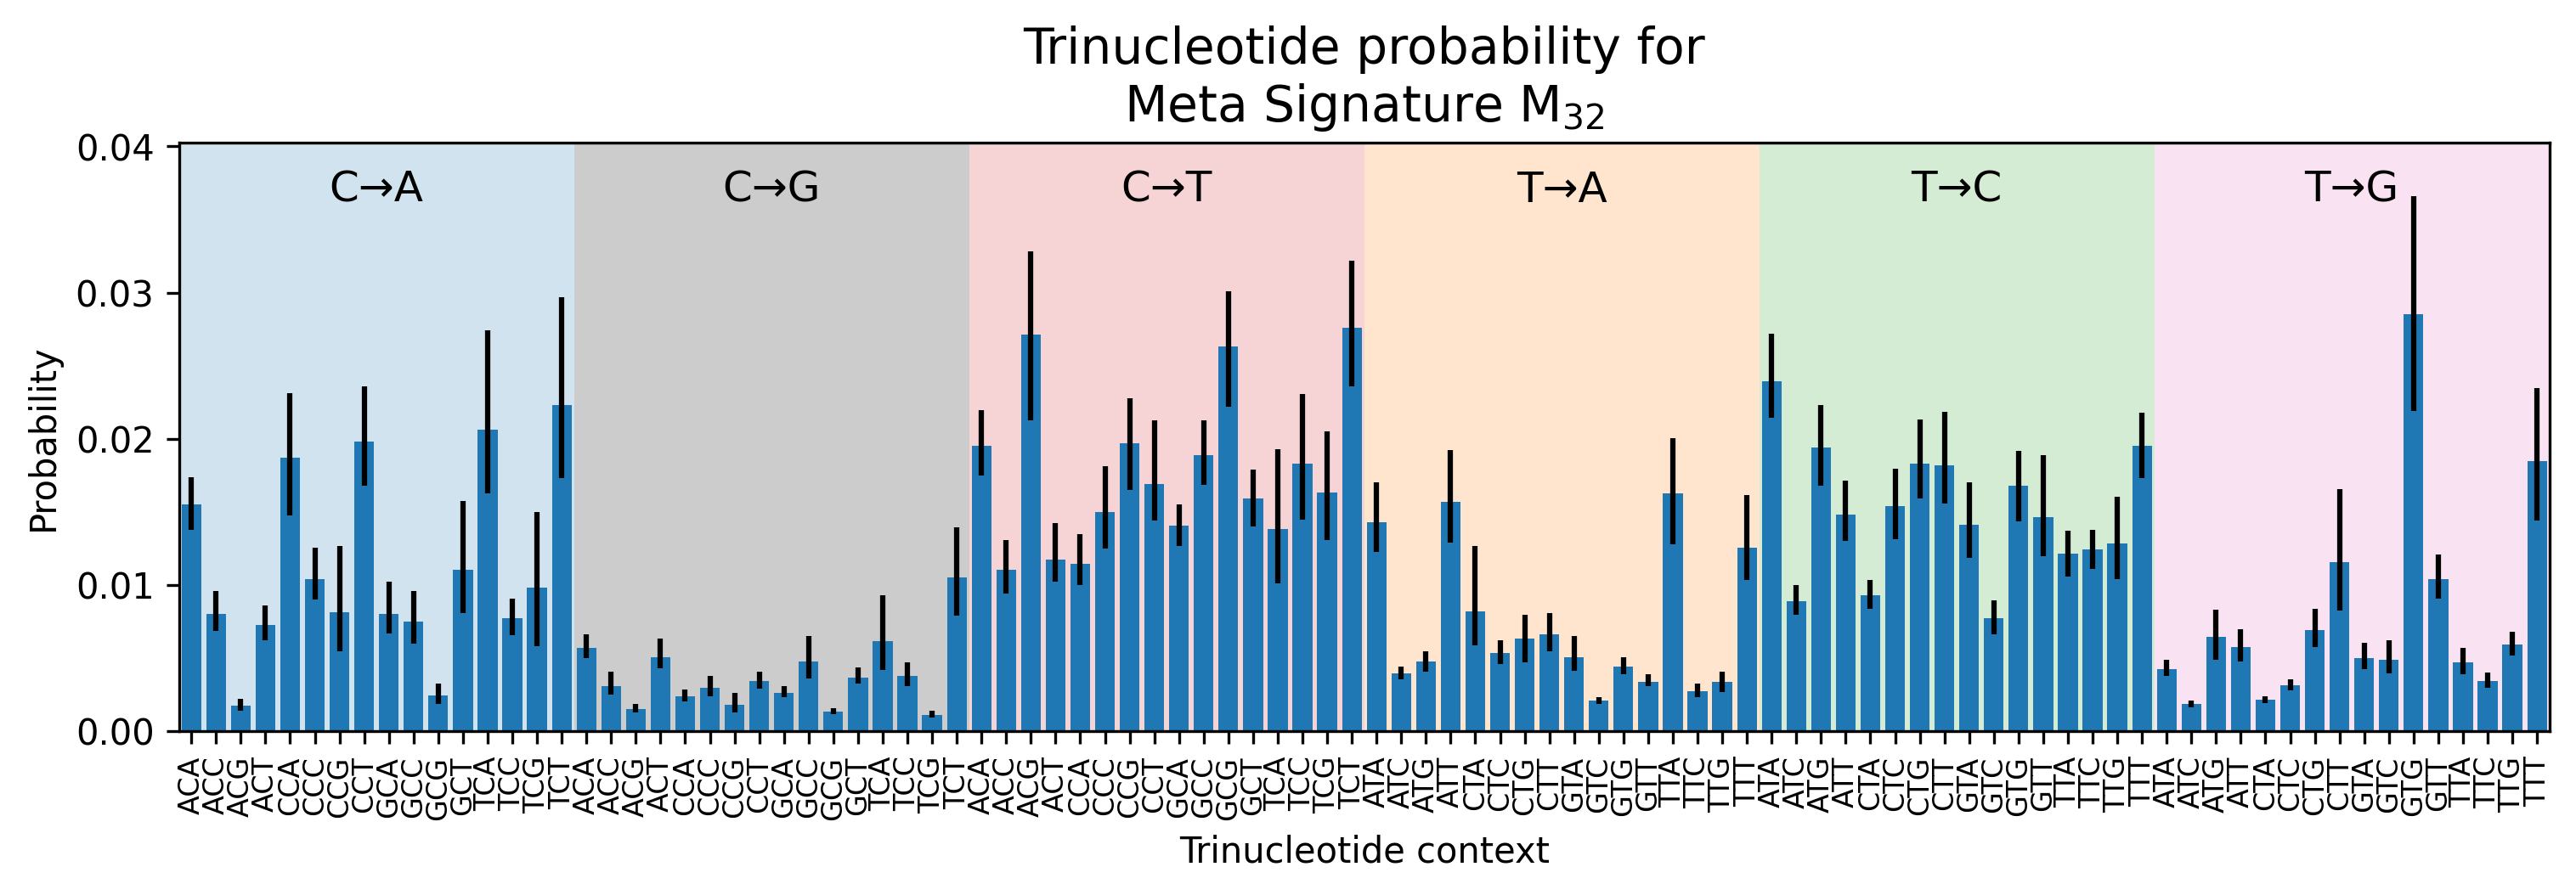 Trinucleotide probability for
Meta Signature M₃₂
0.04
0.03
0.02
0.01
0.00
Probability
C→A C→G C→T T→A T→C T→G
ACA ACC ACG ACT CCA CCC CCG CCT GCA GCC GCG GCT TCA TCC TCG TCT ACA ACC ACG ACT CCA CCC CCG CCT GCA GCC GCG GCT TCA TCC TCG TCT ACA ACC ACG ACT CCA CCC CCG CCT GCA GCC GCG GCT TCA TCC TCG TCT ATA ATC ATG ATT CTA CTC CTG CTT GTA GTC GTG GTT TTA TTC TTG TTT ATA ATC ATG ATT CTA CTC CTG CTT GTA GTC GTG GTT TTA TTC TTG TTT ATA ATC ATG ATT CTA CTC CTG CTT GTA GTC GTG GTT TTA TTC TTG TTT
Trinucleotide context